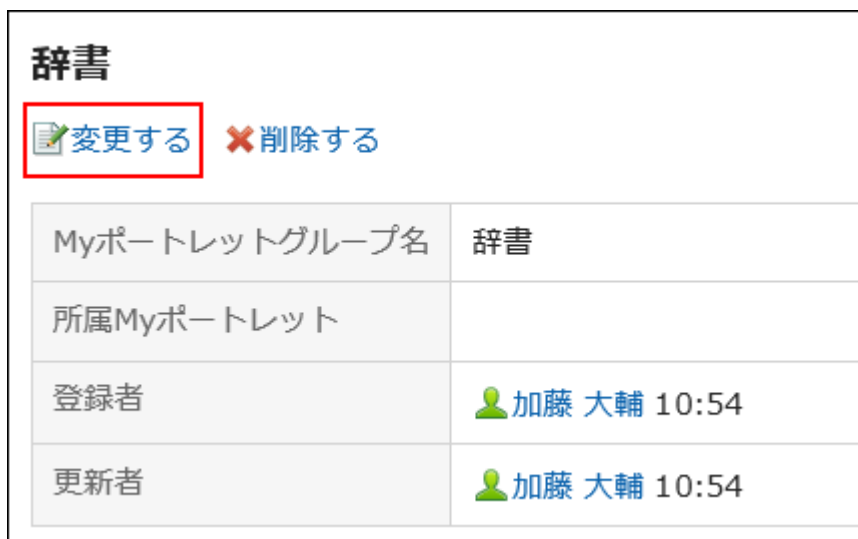 辞書
変更する 削除する
Myポートレットグループ名 辞書
所属Myポートレット
登録者 加藤 大輔 10:54
更新者 加藤 大輔 10:54